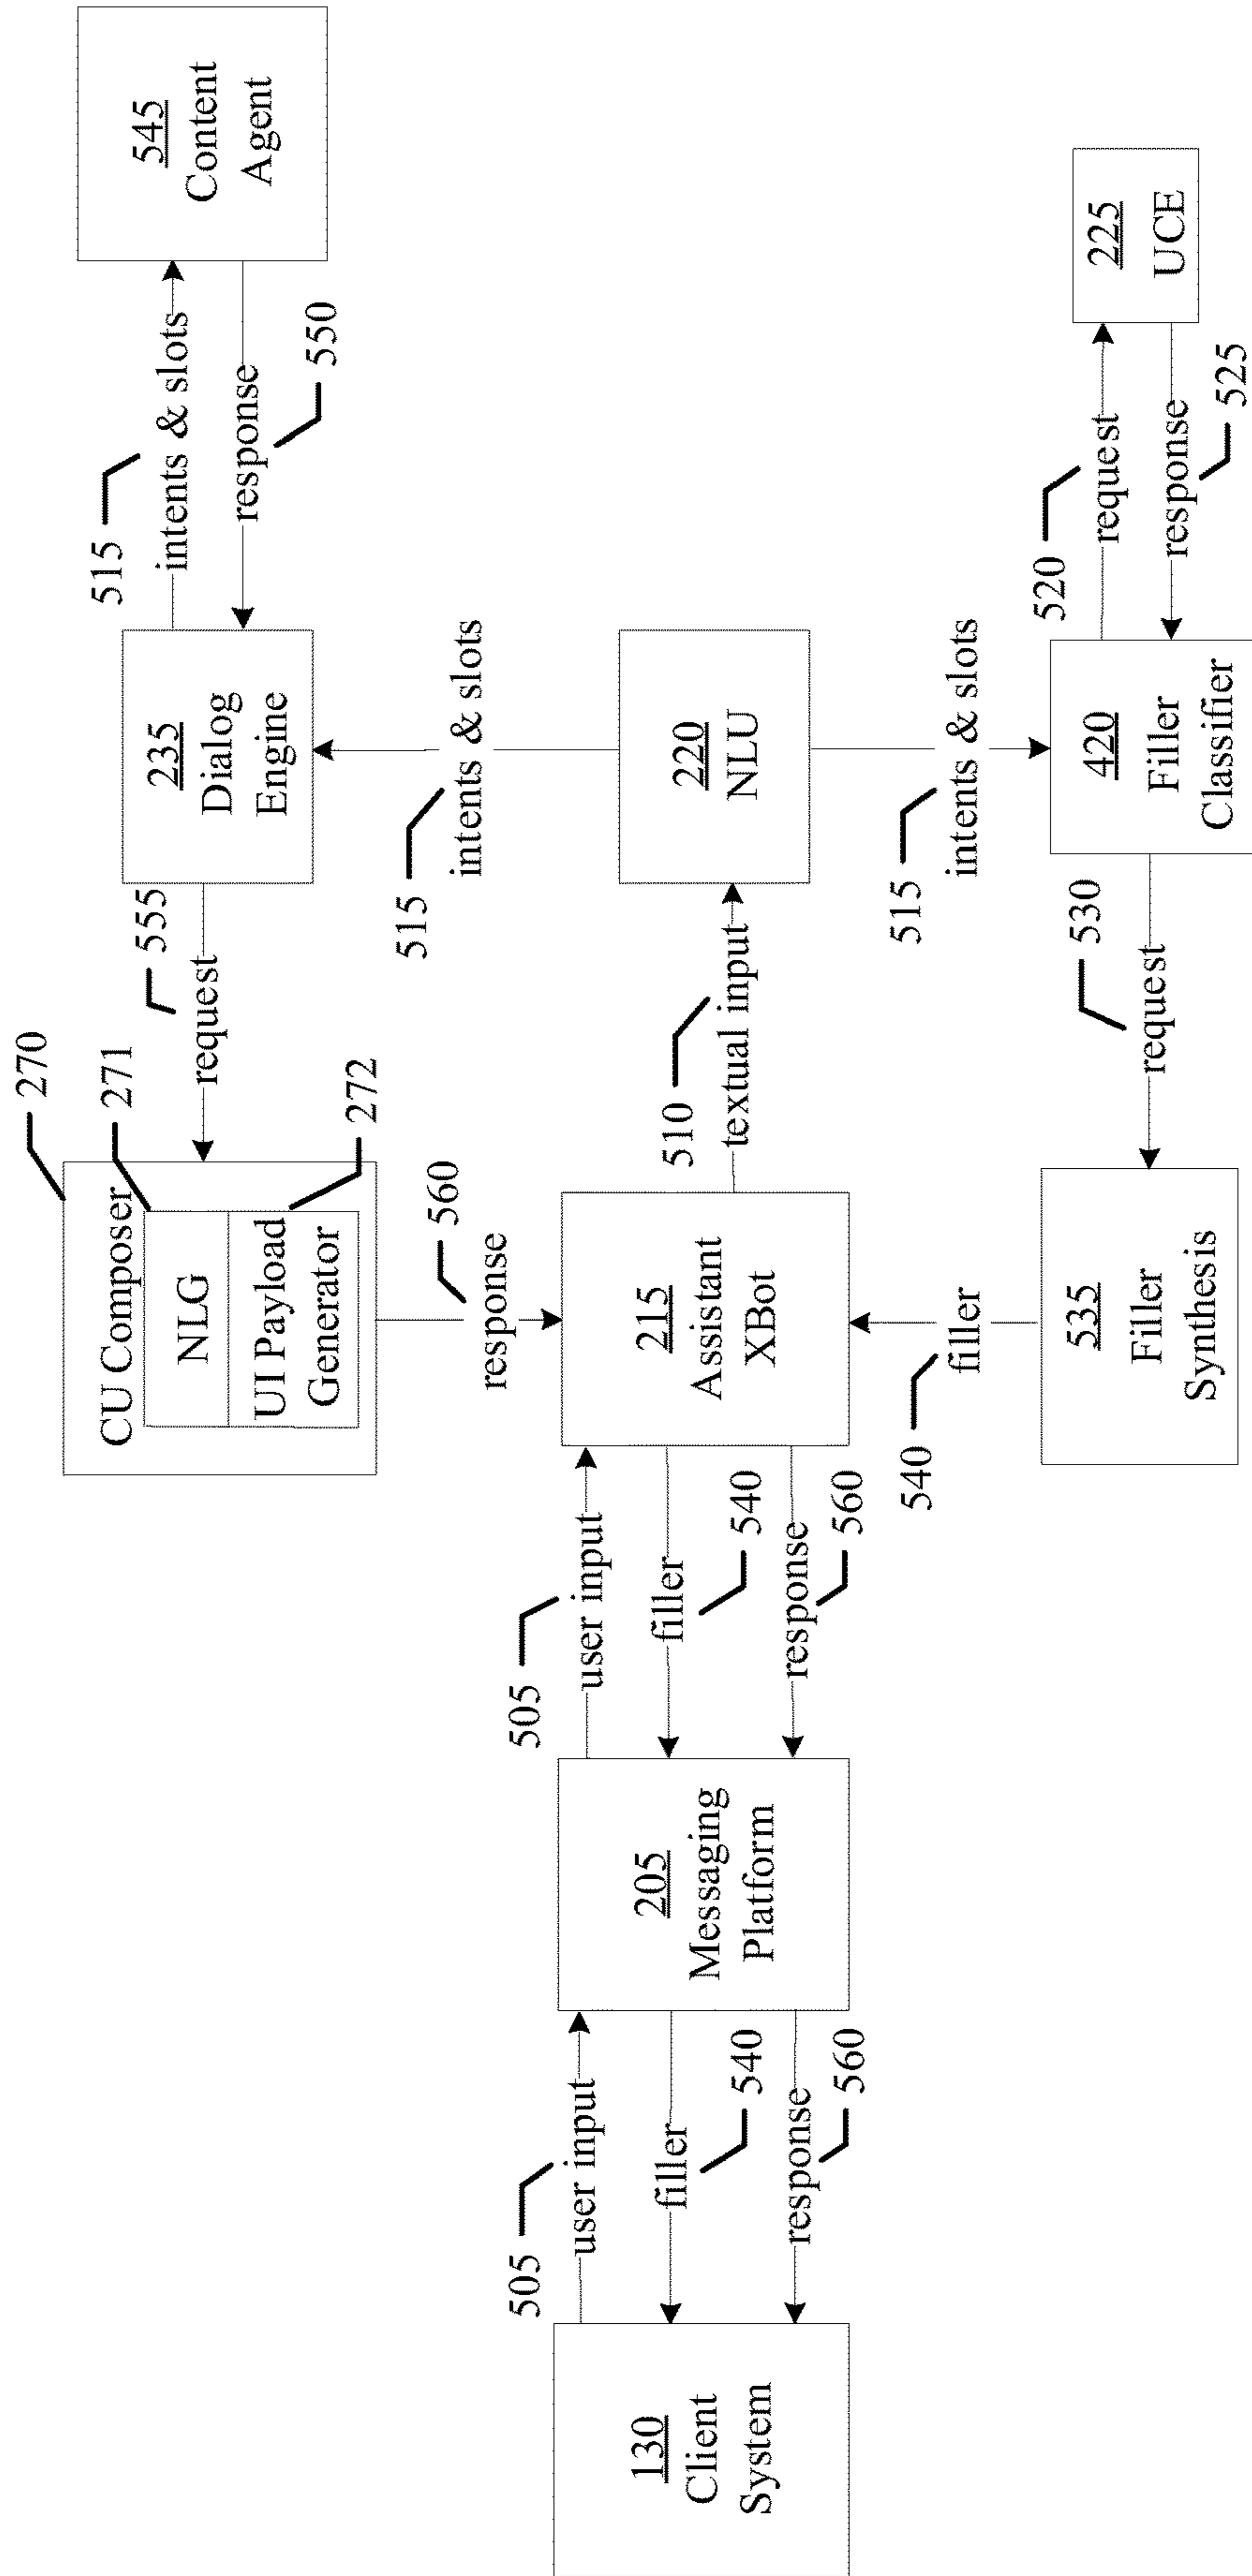 270
CU Composer
271
NLG
UI Payload
Generator
272
555
request
235
Dialog
Engine
515
intents & slots
response
550
545
Content
Agent
560
response
515
intents & slots
130
Client
System
505
user input
filler
540
response
560
205
Messaging
Platform
505
user input
filler
540
response
560
215
Assistant
XBot
510
textual input
220
NLU
540
filler
515
intents & slots
535
Filler
Synthesis
530
request
420
Filler
Classifier
520
request
response
525
225
UCE